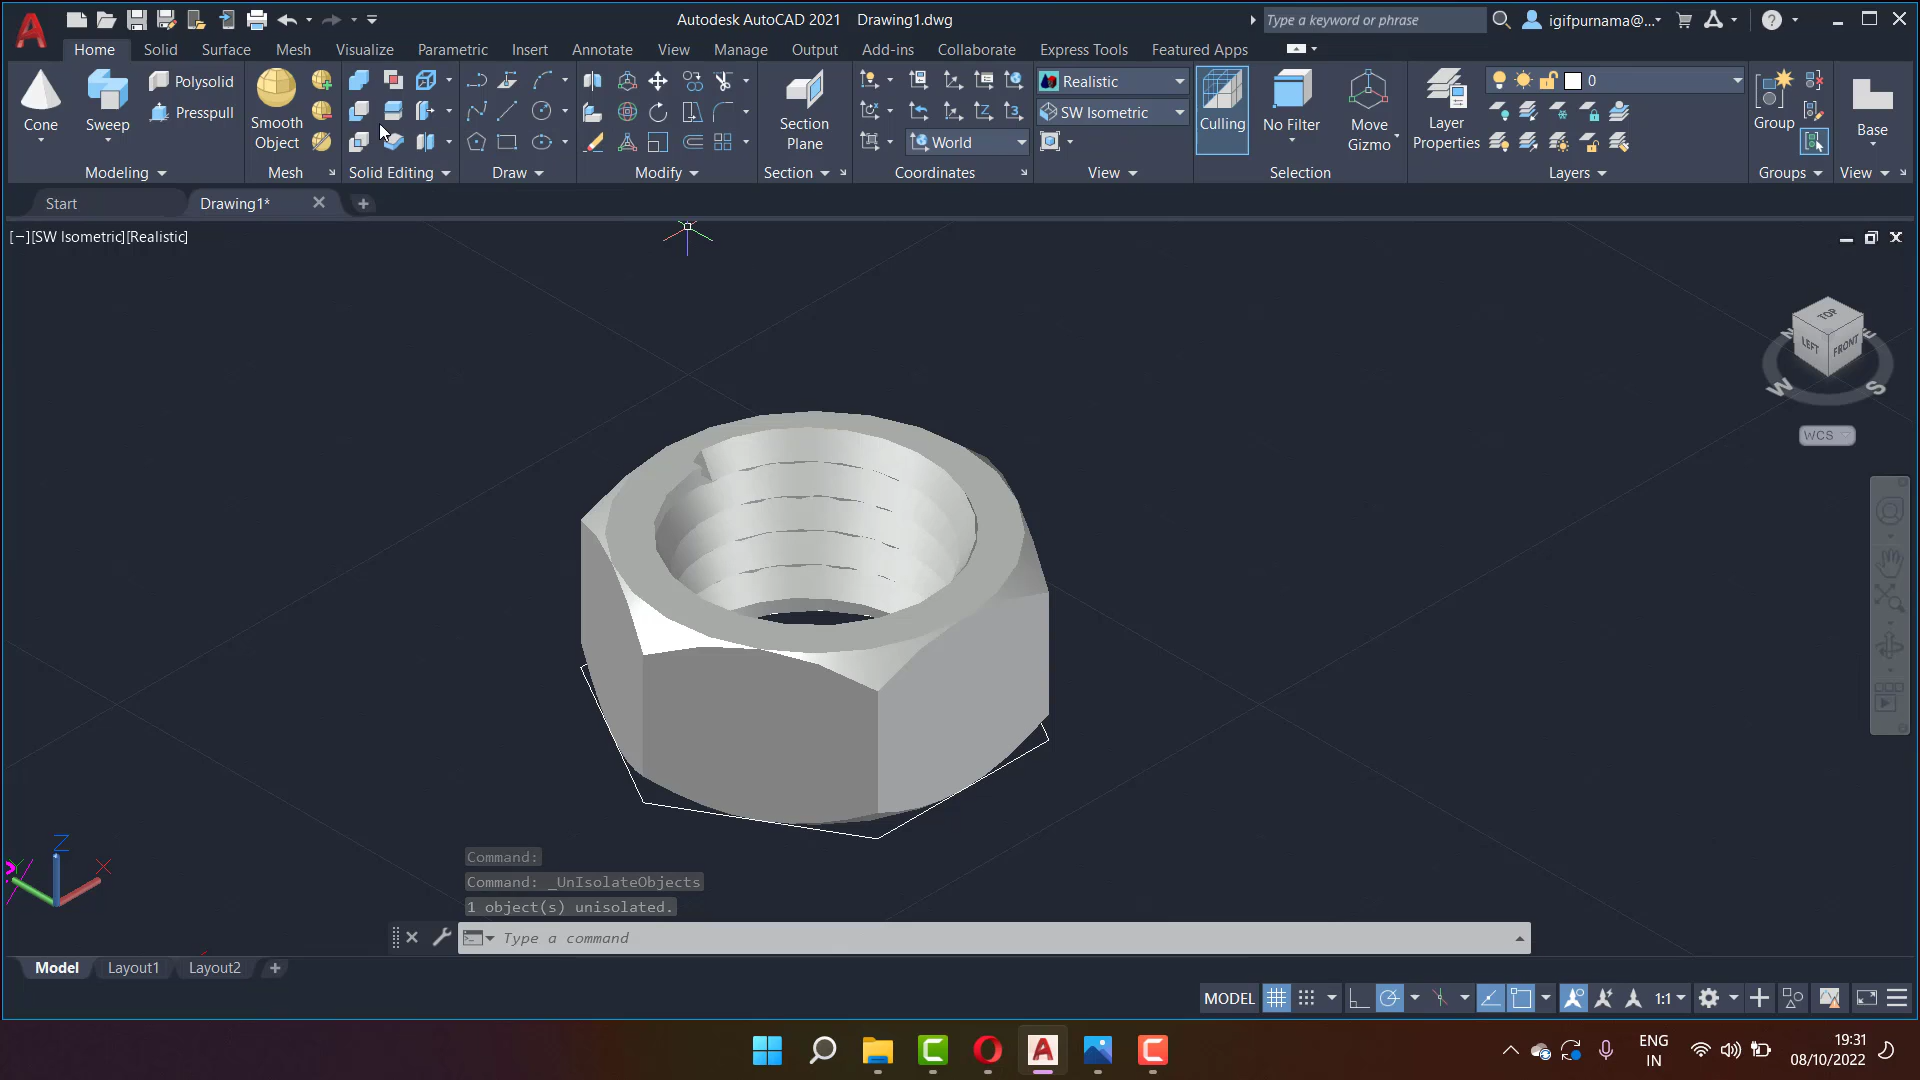 Autodesk AutoCAD 2021 Drawing1.dwg
Type a keyword or phrase
igifpurnama@...
Home Solid Surface Mesh Visualize Parametric Insert Annotate View Manage Output Add-ins Collaborate Express Tools Featured Apps
Cone
Sweep
Polysolid
Presspull
Smooth
Object
Section
Plane
World
Realistic
SW Isometric
Culling
No Filter
Move
Gizmo
Layer
Properties
0
Group
Base
Modeling Mesh Solid Editing Draw Modify Section Coordinates View Selection Layers Groups View
Start Drawing1*
[−][SW Isometric][Realistic]
TOP
LEFT FRONT
N E
W S
WCS
Z
Y X
Command:
Command: _UnIsolateObjects
1 object(s) unisolated.
Type a command
Model Layout1 Layout2
MODEL 1:1
ENG
IN
19:31
08/10/2022